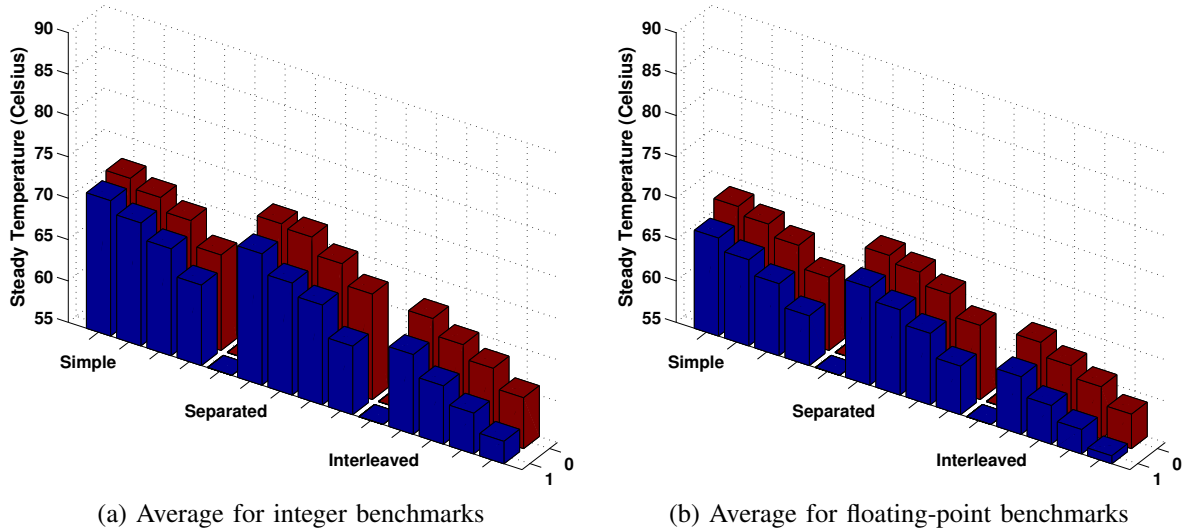 Steady Temperature (Celsius)
90
85
80
75
70
65
60
55
Simple
Separated
Interleaved
0
1
(a) Average for integer benchmarks
Steady Temperature (Celsius)
90
85
80
75
70
65
60
55
Simple
Separated
Interleaved
0
1
(b) Average for floating-point benchmarks